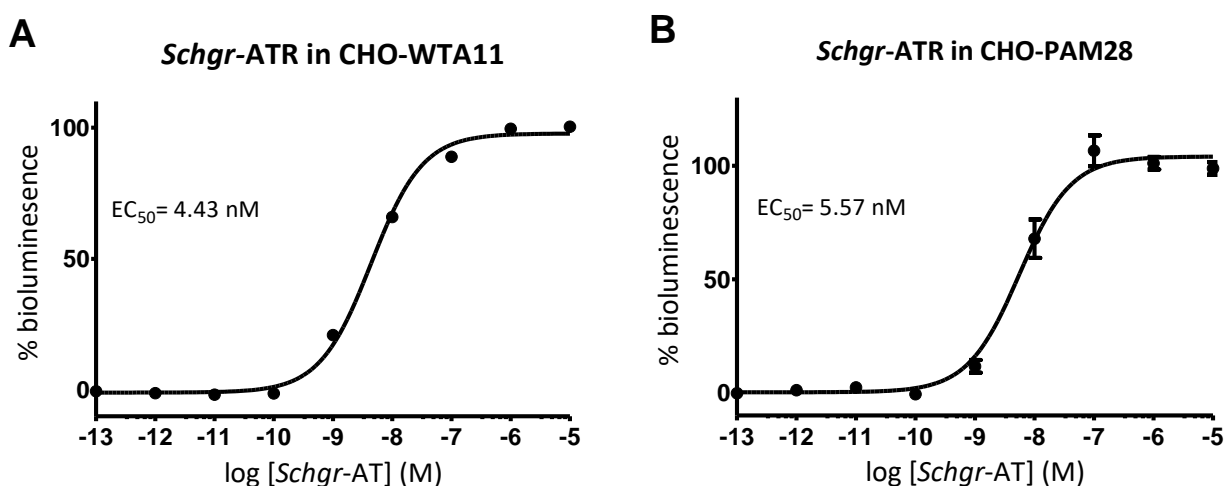 A
Schgr-ATR in CHO-WTA11
% bioluminesence
100
50
0
EC50= 4.43 nM
-13 -12 -11 -10 -9 -8 -7 -6 -5
log [Schgr-AT] (M)
B
Schgr-ATR in CHO-PAM28
% bioluminescence
100
50
0
EC50= 5.57 nM
-13 -12 -11 -10 -9 -8 -7 -6 -5
log [Schgr-AT] (M)